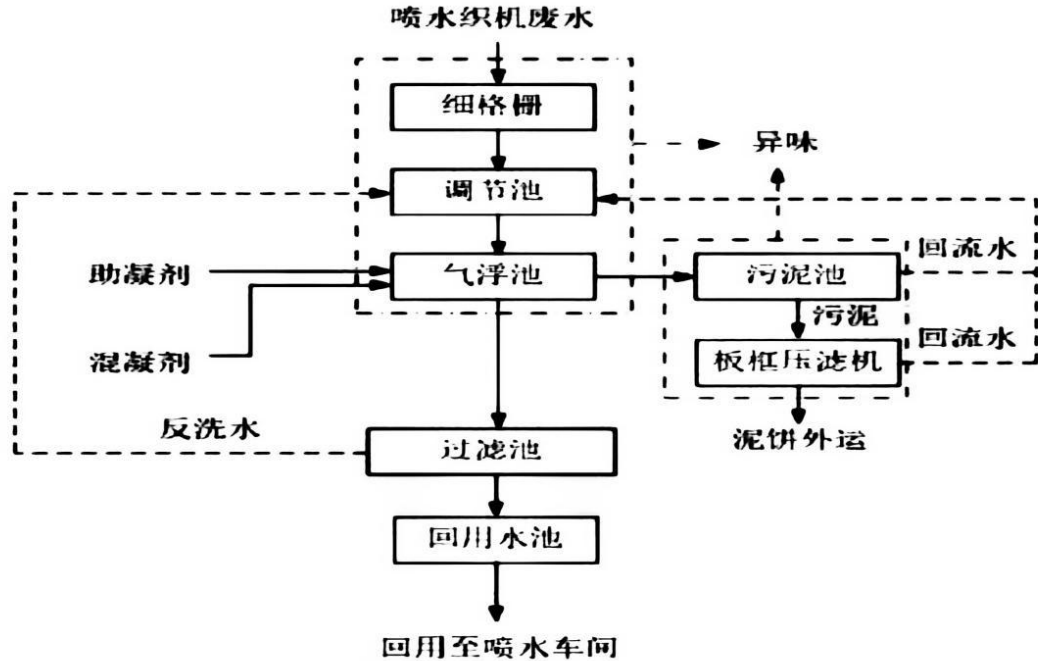 喷水织机废水
细格栅
异味
调节池
助凝剂
气浮池
污泥池
回流水
污泥
混凝剂
板框压滤机
回流水
反洗水
过滤池
泥饼外运
回用水池
回用至喷水车间